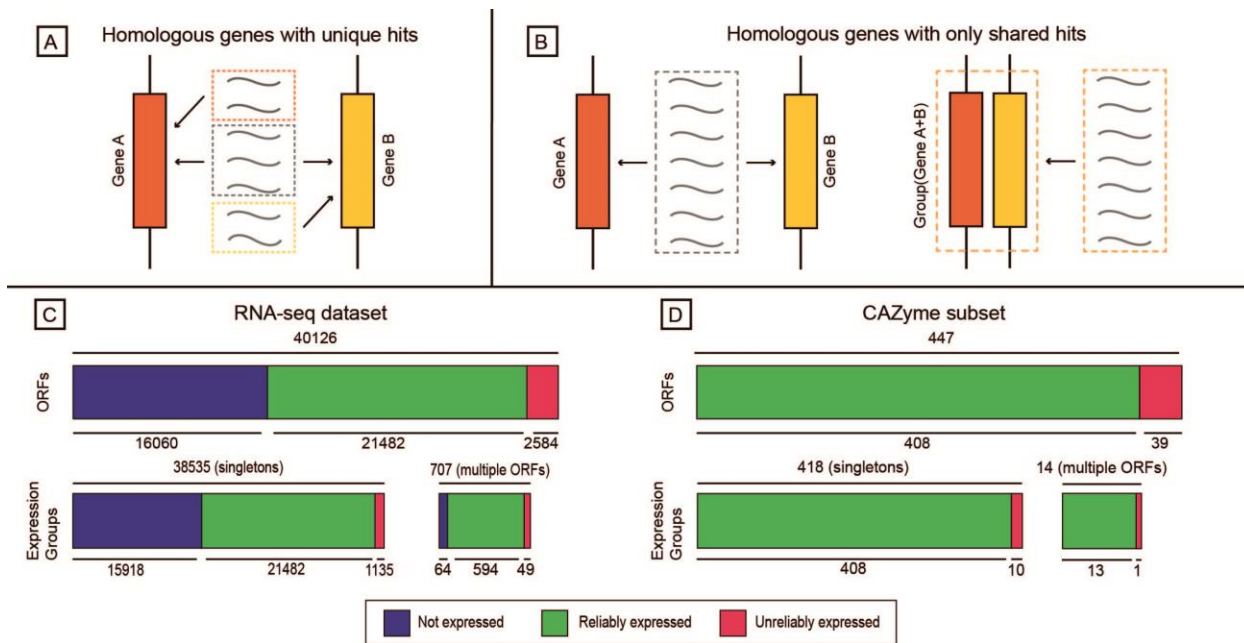 A
Homologous genes with unique hits
Gene A
Gene B
B
Homologous genes with only shared hits
Gene A
Gene B
Group(Gene A+B)
C
RNA-seq dataset
40126
ORFs
16060
21482
2584
38535 (singletons)
707 (multiple ORFs)
Expression
Groups
15918
21482
1135
64
594
49
D
CAZyme subset
447
ORFs
408
39
418 (singletons)
14 (multiple ORFs)
Expression
Groups
408
10
13
1
Not expressed
Reliably expressed
Unreliably expressed